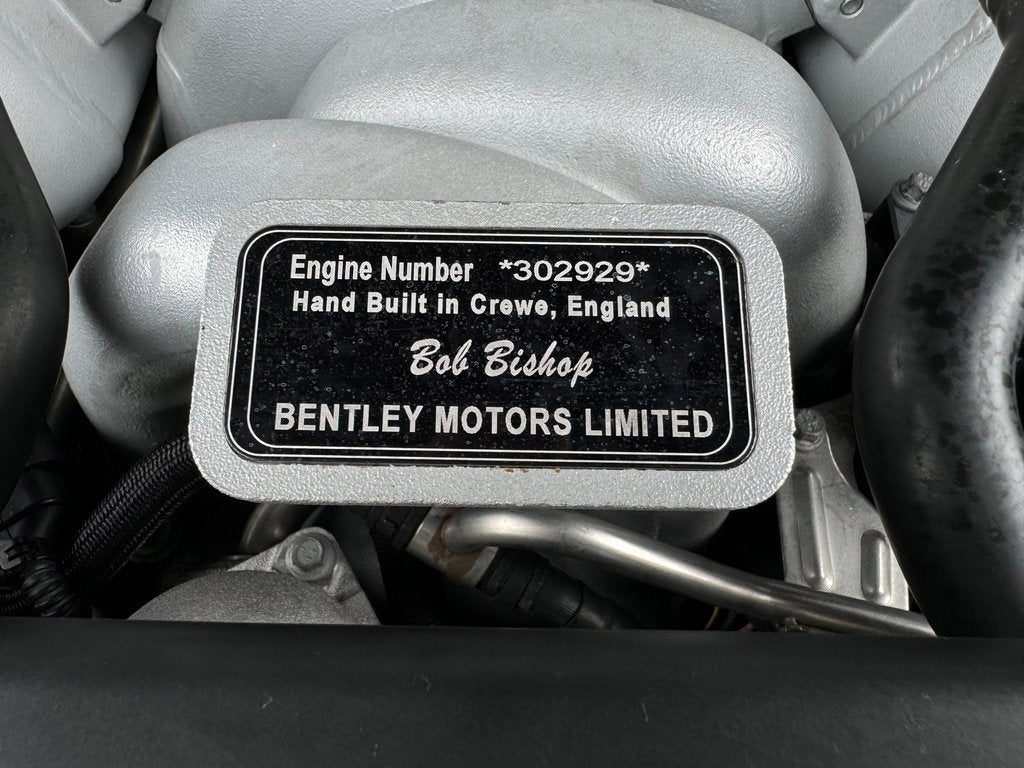 Engine Number *302929*
Hand Built in Crewe, England
Bob Bishop
BENTLEY MOTORS LIMITED